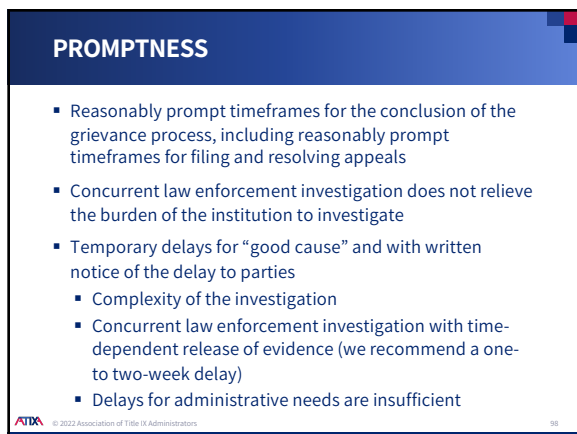 PROMPTNESS
▪ Reasonably prompt timeframes for the conclusion of the
grievance process, including reasonably prompt
timeframes for filing and resolving appeals
▪ Concurrent law enforcement investigation does not relieve
the burden of the institution to investigate
▪ Temporary delays for “good cause” and with written
notice of the delay to parties
▪ Complexity of the investigation
▪ Concurrent law enforcement investigation with time-
dependent release of evidence (we recommend a one-
to two-week delay)
▪ Delays for administrative needs are insufficient
ATIXA © 2022 Association of Title IX Administrators 98